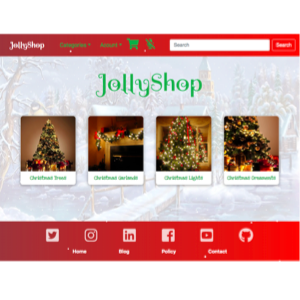 JollyShop Categories Account Search Search
JollyShop
Christmas Trees Christmas Garlands Christmas Lights Christmas Ornaments
Home Blog Policy Contact